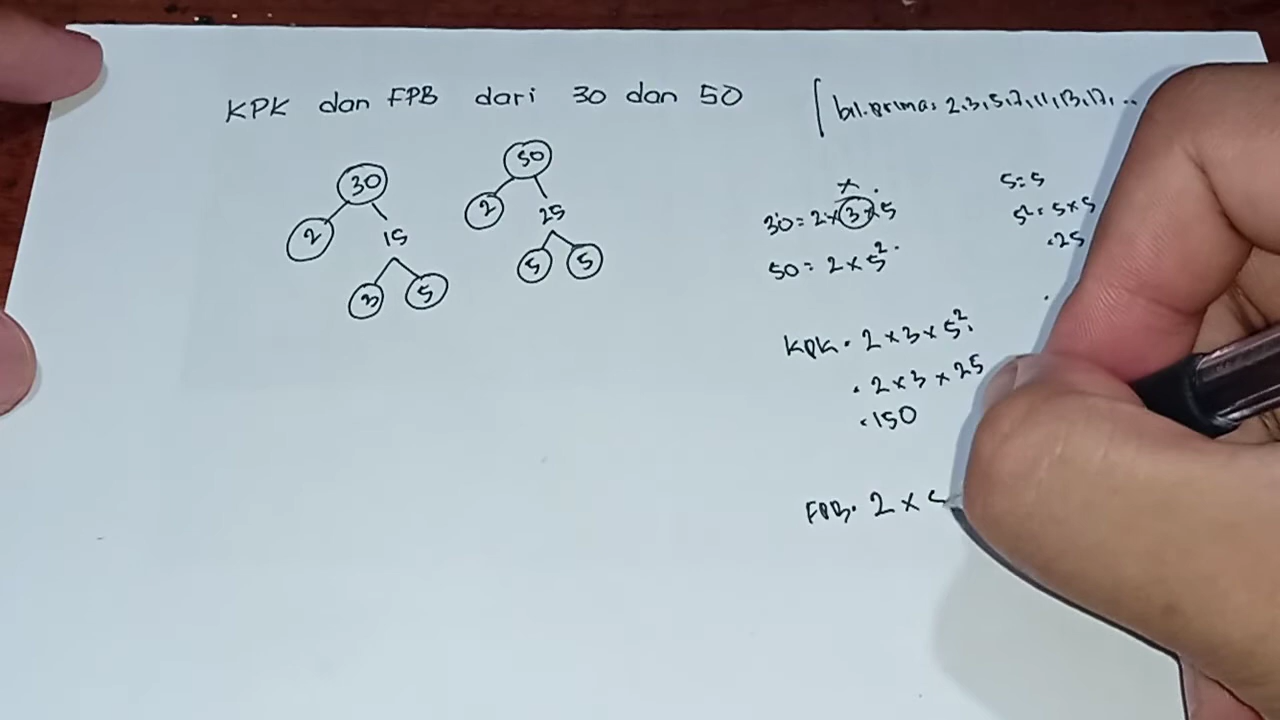 KPK dan FPB dari 30 dan 50
bil.prima: 2,3,5,7,11,13,17,...
30
2
15
3
5
50
2
25
5
5
x
30 = 2 x 3 x 5
50 = 2 x 5²
5 = 5
5² = 5 x 5
= 25
KPK = 2 x 3 x 5²
= 2 x 3 x 25
= 150
FPB = 2 x